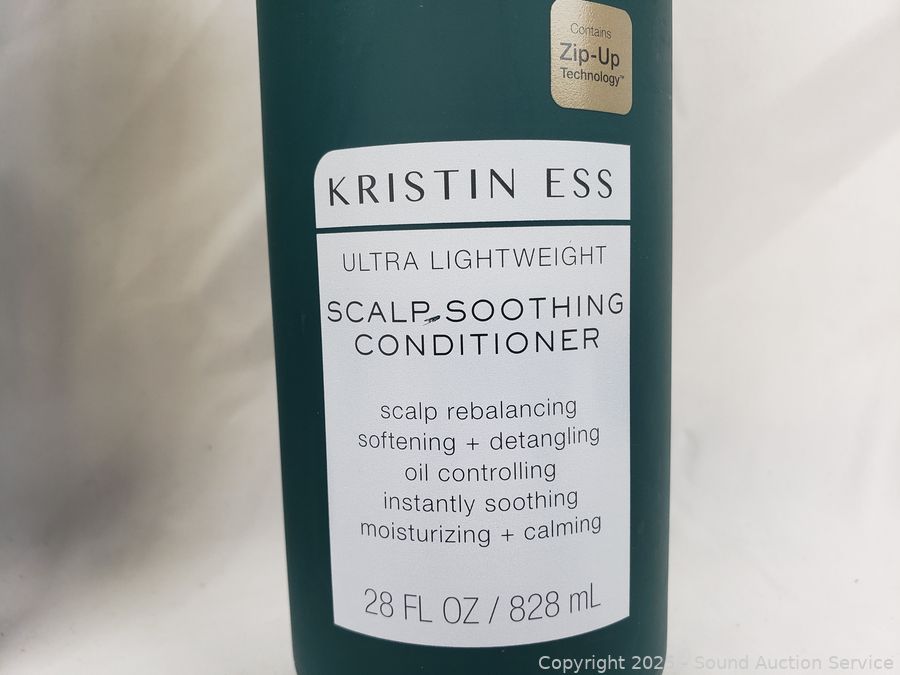 Contains
Zip-Up
Technology™
KRISTIN ESS
ULTRA LIGHTWEIGHT
SCALP SOOTHING
CONDITIONER
scalp rebalancing
softening + detangling
oil controlling
instantly soothing
moisturizing + calming
28 FL OZ / 828 mL
Copyright - Sound Auction Service